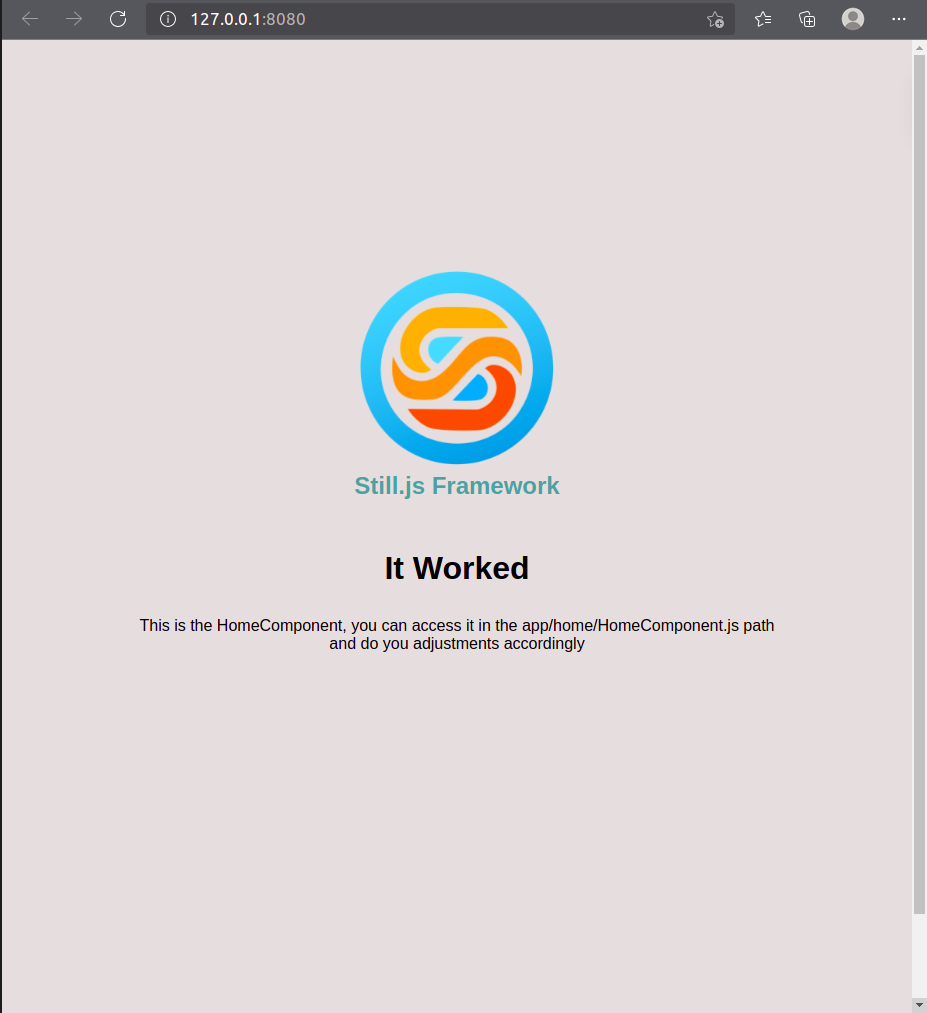 127.0.0.1:8080
Still.js Framework
It Worked
This is the HomeComponent, you can access it in the app/home/HomeComponent.js path
and do you adjustments accordingly